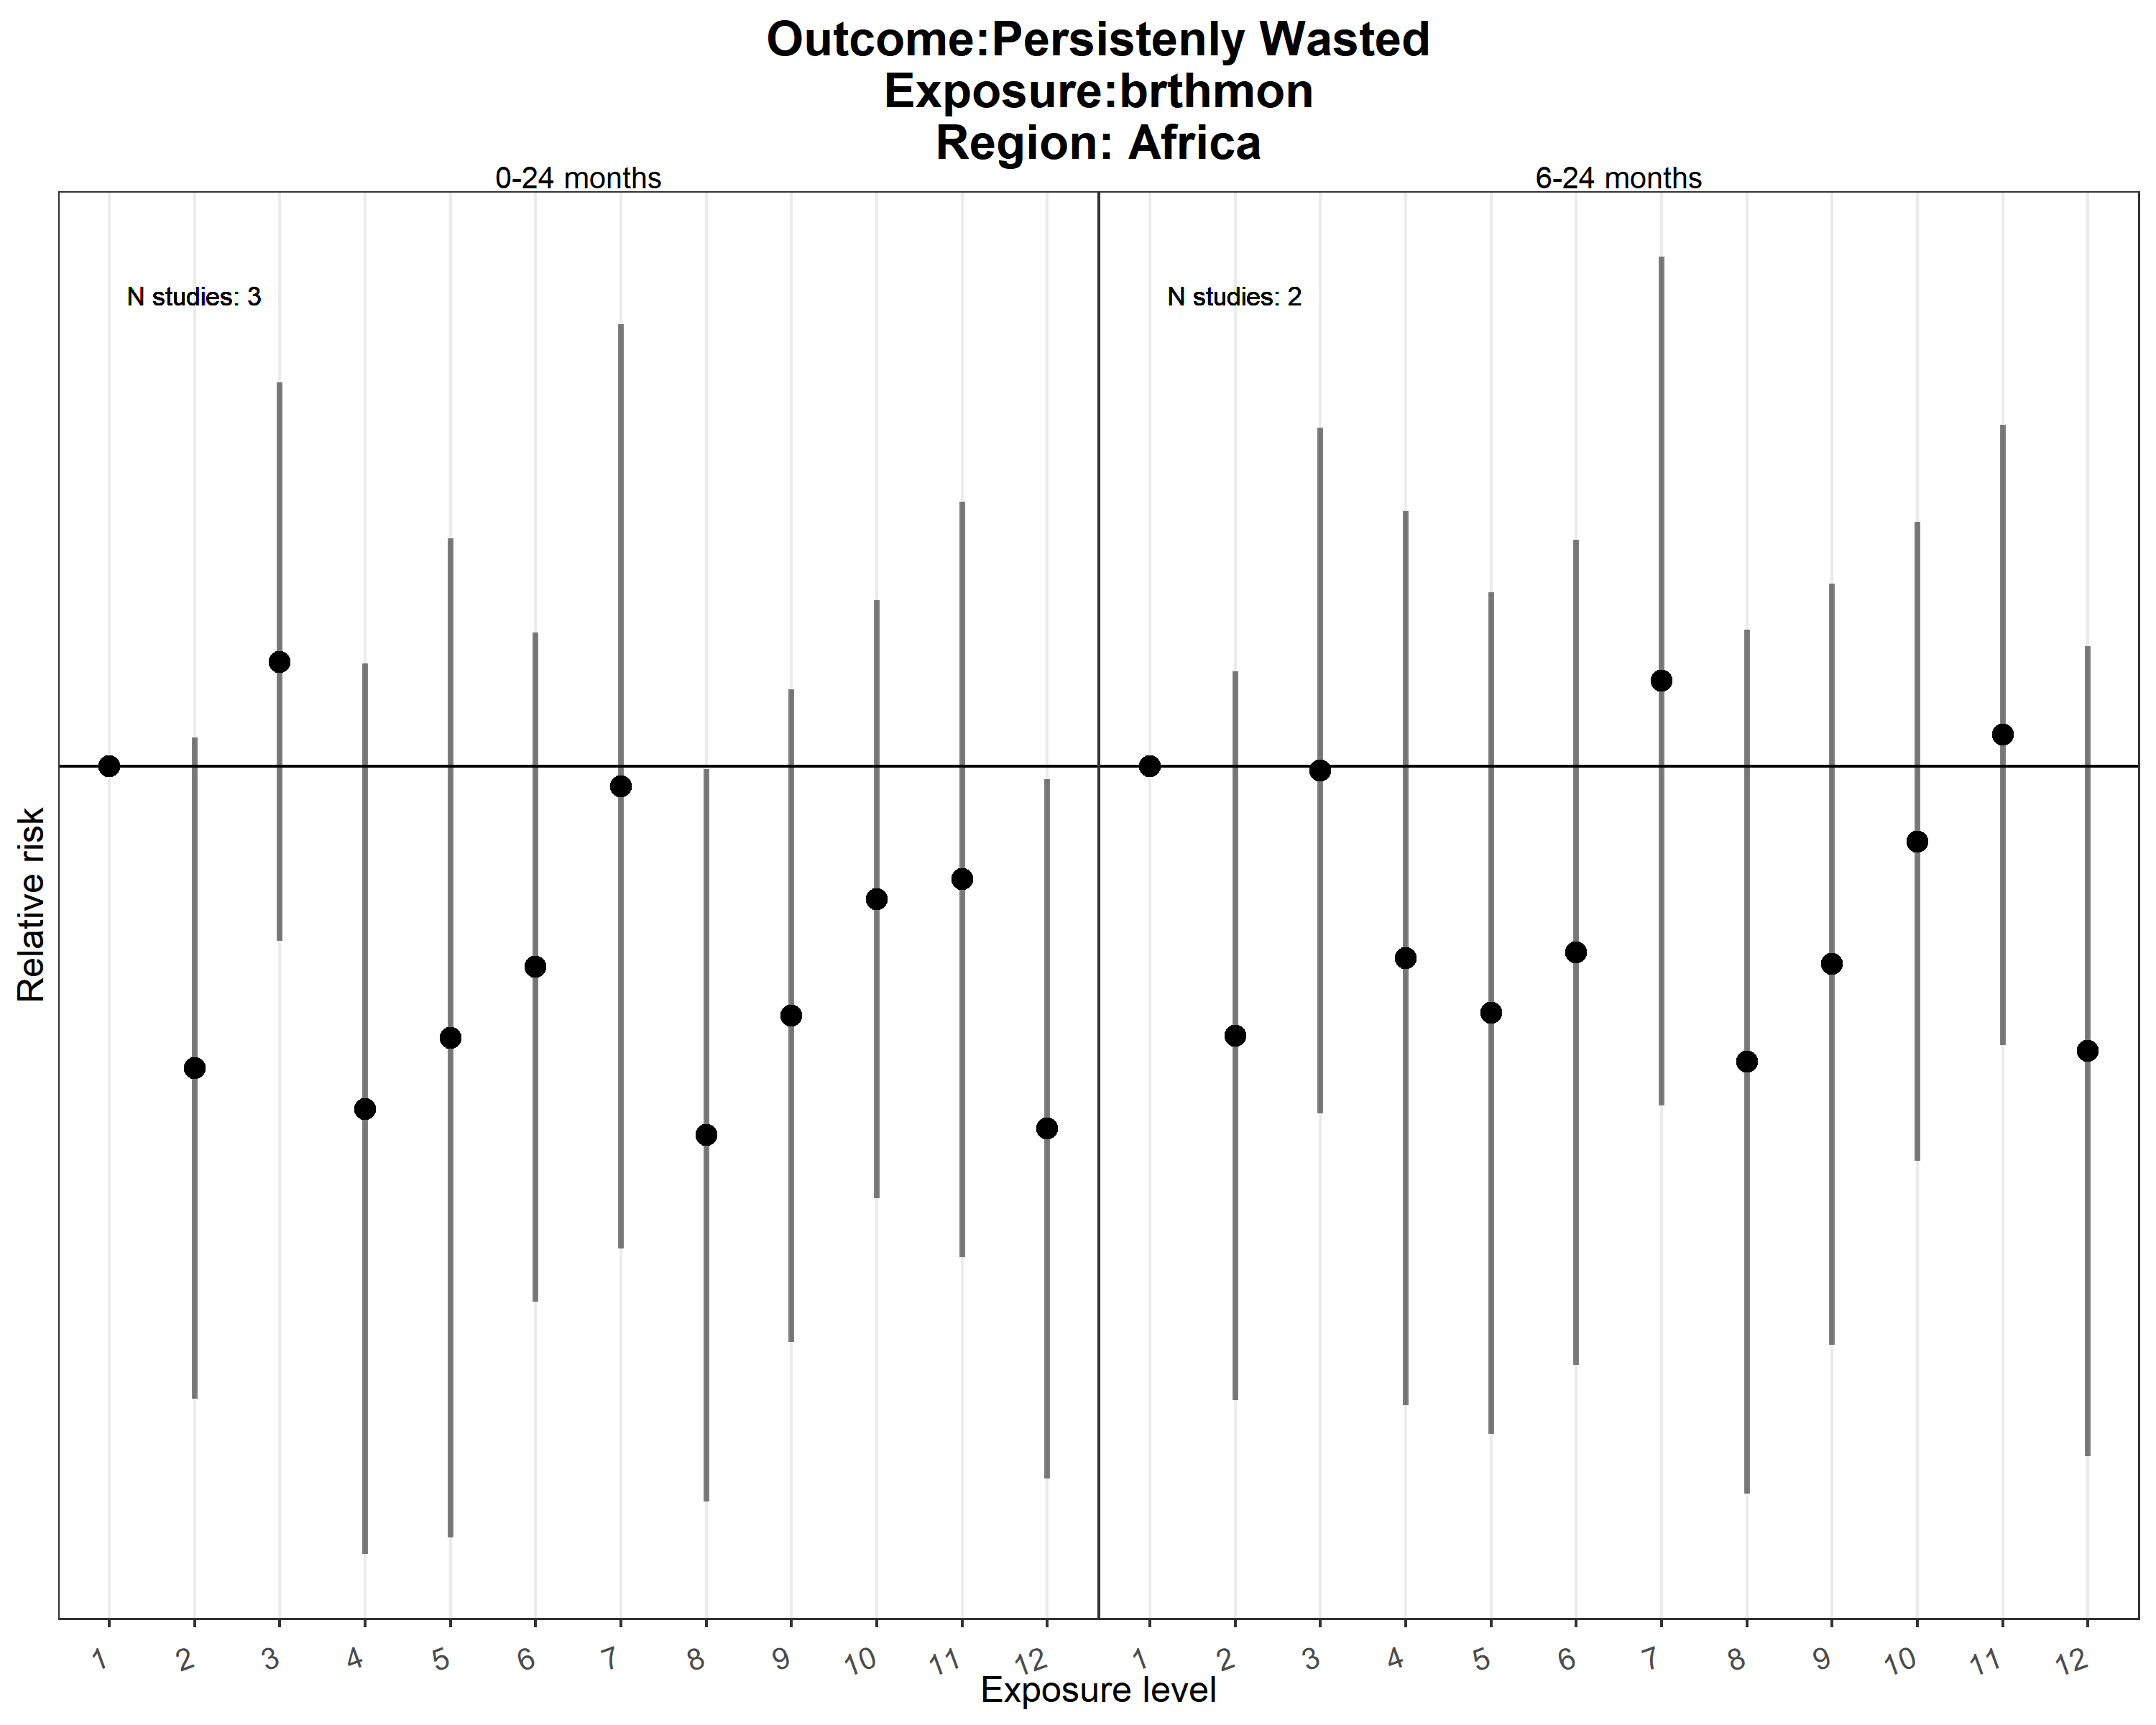 Outcome:Persistenly Wasted
Exposure:brthmon
Region: Africa
0-24 months
6-24 months
N studies: 3
N studies: 2
Relative risk
1 2 3 4 5 6 7 8 9 10 11 12
1 2 3 4 5 6 7 8 9 10 11 12
Exposure level